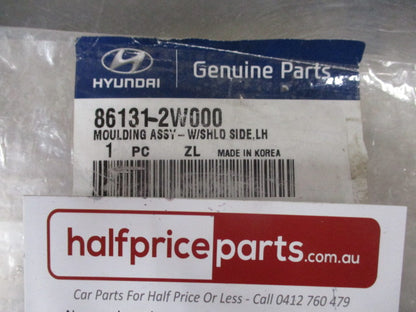 HYUNDAI
Genuine Parts
86131-2W000
MOULDING ASSY-W/SHLD SIDE,LH
1 PC ZL MADE IN KOREA
halfpriceparts.com.au
Car Parts For Half Price Or Less - Call 0412 760 479